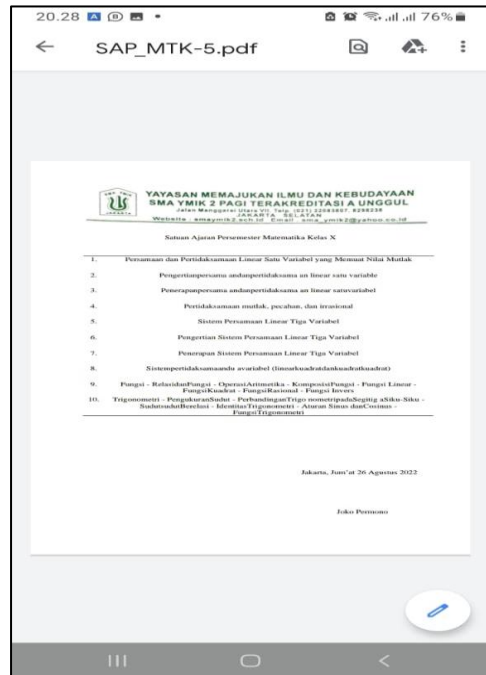 20.28
76%
SAP_MTK-5.pdf
YAYASAN MEMAJUKAN ILMU DAN KEBUDAYAAN
SMA YMIK 2 PAGI TERAKREDITASI A UNGGUL
JAKARTA SELATAN
Satuan Ajaran Persemester Matematika Kelas X
1. Persamaan dan Pertidaksamaan Linear Satu Variabel yang Memuat Nilai Mutlak
2. Pengertianpersama andanpertidaksama an linear satu variable
3. Penerapanpersama andanpertidaksama an linear satuvariabel
4. Pertidaksamaan mutlak, pecahan, dan irasional
5. Sistem Persamaan Linear Tiga Variabel
6. Pengertian Sistem Persamaan Linear Tiga Variabel
7. Penerapan Sistem Persamaan Linear Tiga Variabel
8. Sistempertidaksamaandu avariabel (linearkuadratdankuadratkuadrat)
9. Fungsi - RelasidanFungsi - OperasiAritmetika - KomposisiFungsi - Fungsi Linear -
FungsiKuadrat - FungsiRasional - Fungsi Invers
10. Trigonometri - PengukuranSudut - PerbandinganTrigo nometripadaSegitig aSiku-Siku -
SudutsudutBerelasi - IdentitasTrigonometri - Aturan Sinus danCosinus -
FungsiTrigonometri
Jakarta, Jum'at 26 Agustus 2022
Joko Permono